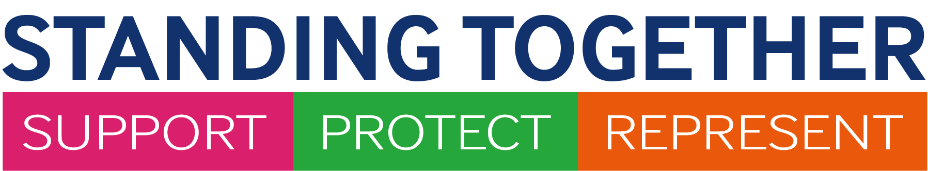 STANDING TOGETHER
SUPPORT PROTECT REPRESENT